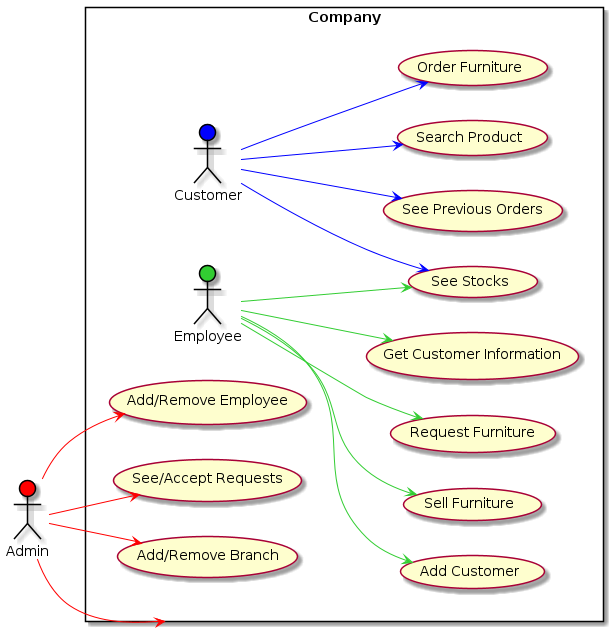 Company
Order Furniture
Search Product
Customer
See Previous Orders
See Stocks
Employee
Get Customer Information
Add/Remove Employee
Request Furniture
See/Accept Requests
Sell Furniture
Admin
Add/Remove Branch
Add Customer